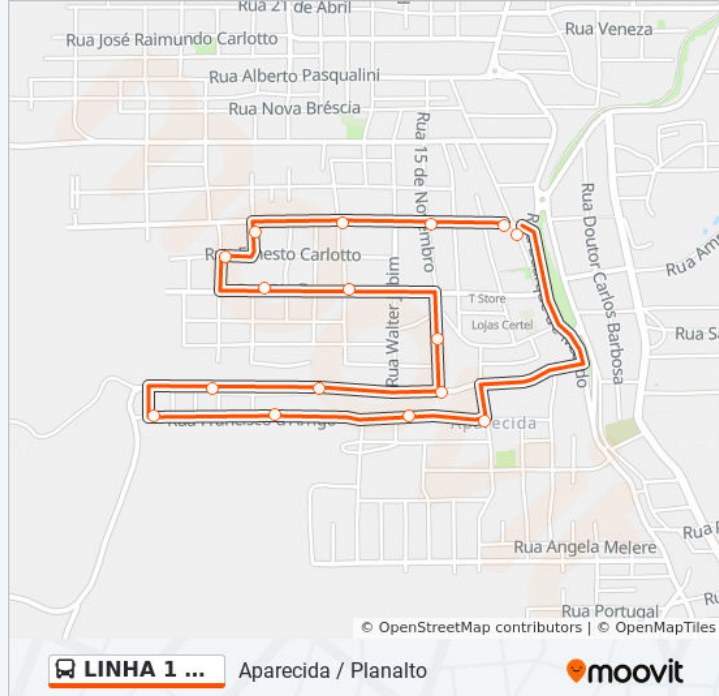 Rua 21 de Abril
Rua Veneza
Rua José Raimundo Carlotto
Rua Alberto Pasqualini
Rua Nova Bréscia
Rua 15 de Novembro
Rua Doutor Carlos Barbosa
Rua
Carlotto
T Store
Lojas Certel
Rua Walter
Aparecida
Rua Angela Melere
Rua Portugal
© OpenStreetMap contributors | © OpenMapTiles
LINHA 1 ...
Aparecida / Planalto
moovit